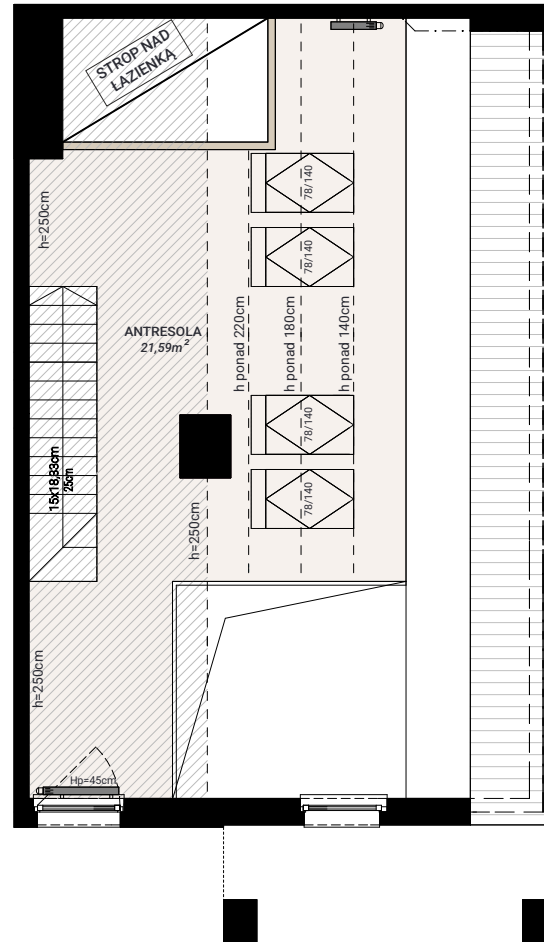 STROP NAD
ŁAZIENKĄ
h=250cm
78/140
78/140
ANTRESOLA
21,59m²
h ponad 220cm
h ponad 180cm
h ponad 140cm
78/140
78/140
15x18,33cm
25cm
h=250cm
h=250cm
Hp=45cm